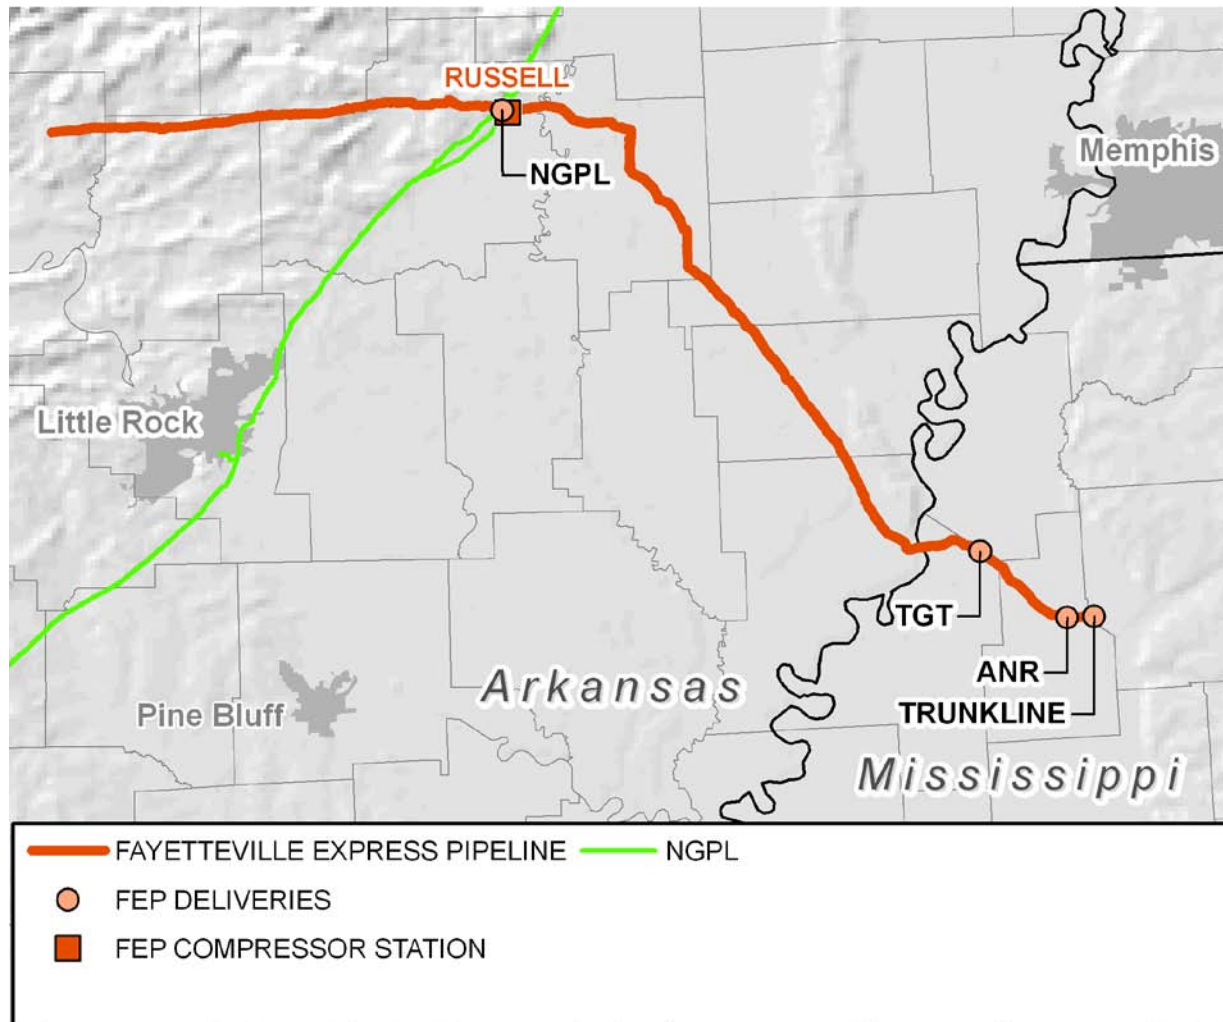 RUSSELL
NGPL
Memphis
Little Rock
TGT
ANR
TRUNKLINE
Arkansas
Pine Bluff
Mississippi
FAYETTEVILLE EXPRESS PIPELINE
NGPL
FEP DELIVERIES
FEP COMPRESSOR STATION